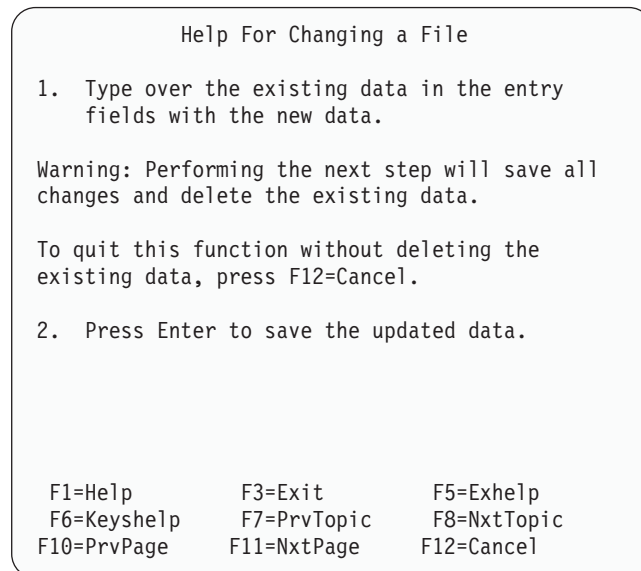 Help For Changing a File
1. Type over the existing data in the entry
fields with the new data.
Warning: Performing the next step will save all
changes and delete the existing data.
To quit this function without deleting the
existing data, press F12=Cancel.
2. Press Enter to save the updated data.
F1=Help F3=Exit F5=Exhelp
F6=Keyshelp F7=PrvTopic F8=NxtTopic
F10=PrvPage F11=NxtPage F12=Cancel